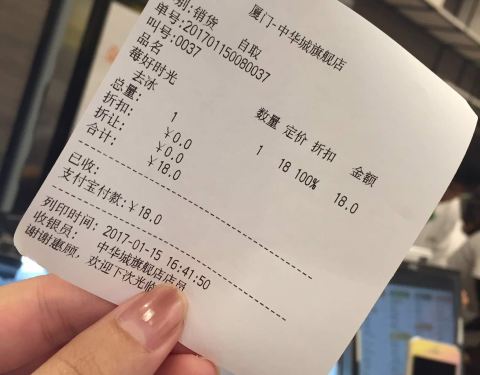 厦门-中华城旗舰店
别:销货 自取
单号:201701150080037
叫号:0037
品名 数量 定价 折扣 金额
莓好时光 1 18 100% 18.0
去冰
总量: 1
折扣: ¥0.0
折让: ¥0.0
合计: ¥18.0
已收:
支付宝付款:¥18.0
列印时间: 2017-01-15 16:41:50
收银员: 中华城旗舰店店员
谢谢惠顾，欢迎下次光临